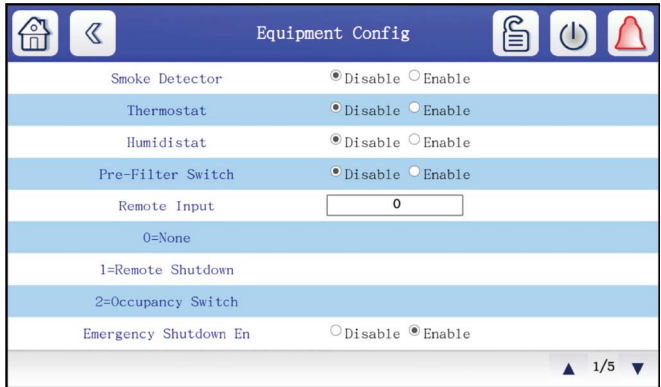 Equipment Config
Smoke Detector Disable Enable
Thermostat Disable Enable
Humidistat Disable Enable
Pre-Filter Switch Disable Enable
Remote Input 0
0=None
1=Remote Shutdown
2=Occupancy Switch
Emergency Shutdown En Disable Enable
1/5